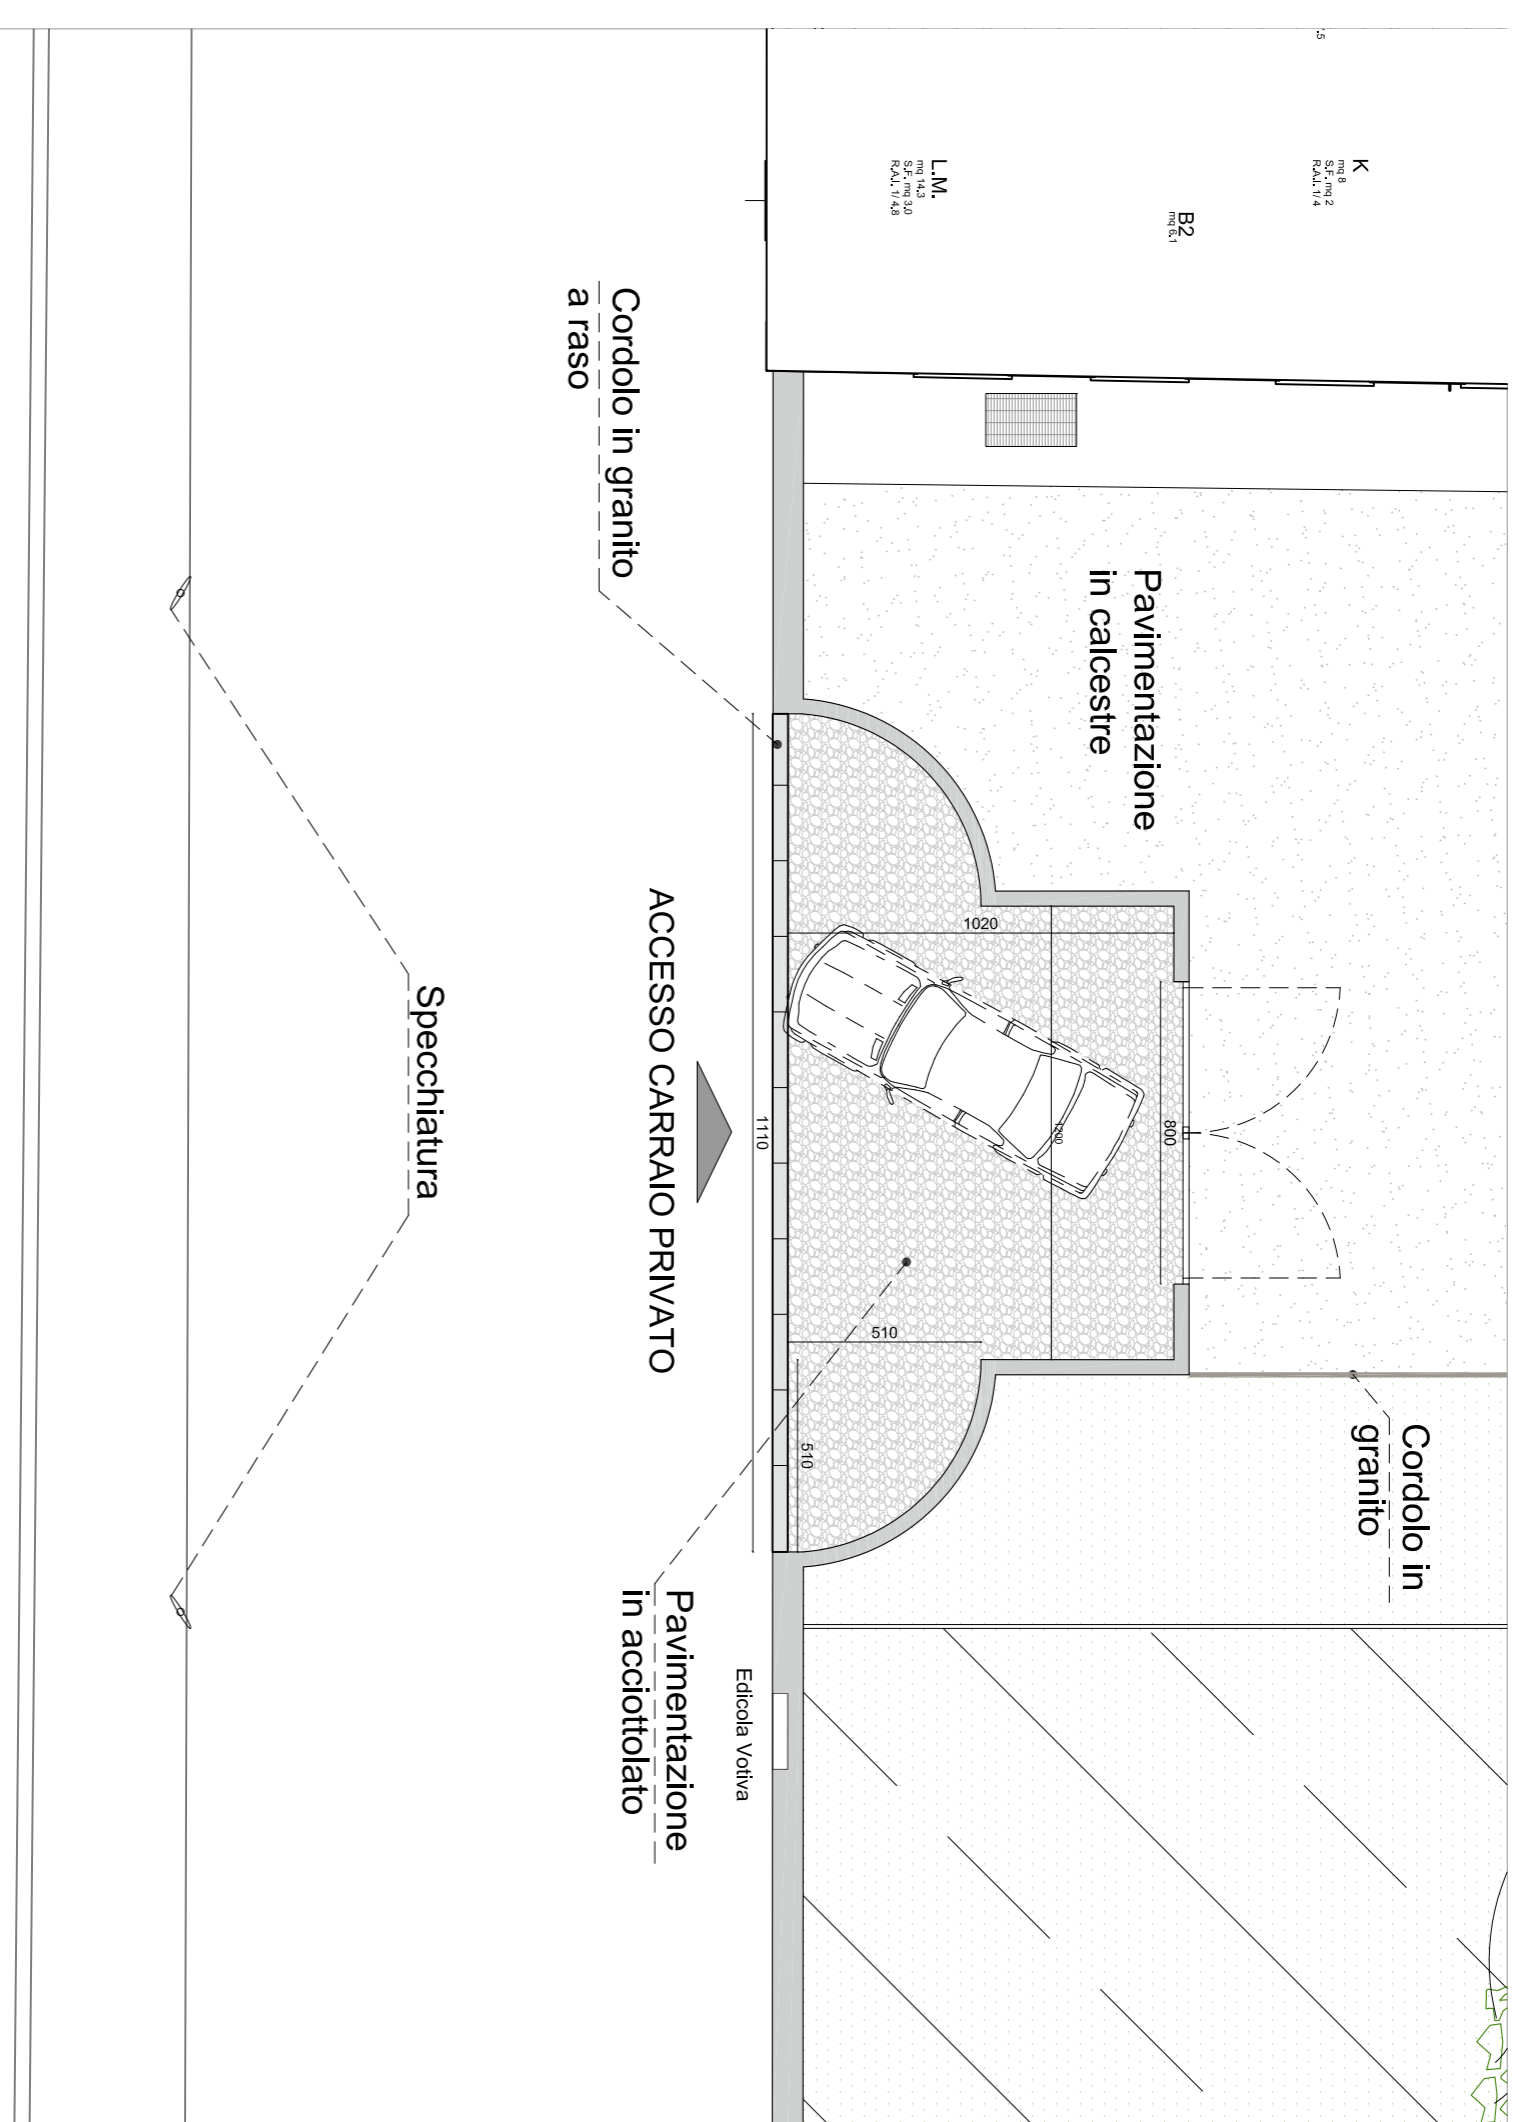 K
mq 8
S.F. mq 2
R.A.I. 1/ 4
B2
mq 6.1
L.M.
mq 14.3
S.F. mq 3.0
R.A.I. 1/ 4.8
Cordolo in granito
a raso
Pavimentazione
in calcestre
1020
1200
800
1110
510
510
ACCESSO CARRAIO PRIVATO
Specchiatura
Cordolo in
granito
Pavimentazione
in acciottolato
Edicola Votiva